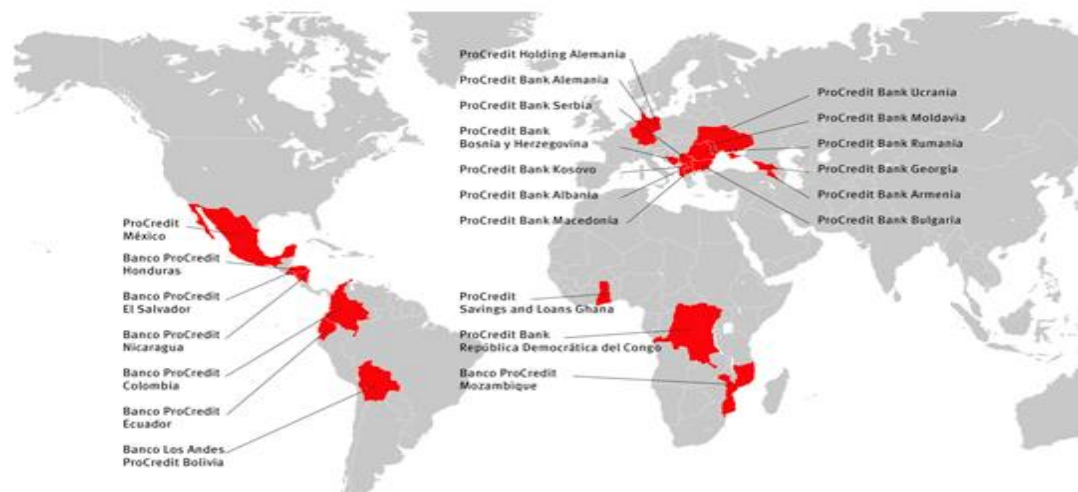 ProCredit Holding Alemania
ProCredit Bank Alemania
ProCredit Bank Serbia
ProCredit Bank
Bosnia y Herzegovina
ProCredit Bank Kosovo
ProCredit Bank Albania
ProCredit Bank Macedonia
ProCredit Bank Ucrania
ProCredit Bank Moldavia
ProCredit Bank Rumania
ProCredit Bank Georgia
ProCredit Bank Armenia
ProCredit Bank Bulgaria
ProCredit
México
Banco ProCredit
Honduras
Banco ProCredit
El Salvador
Banco ProCredit
Nicaragua
Banco ProCredit
Colombia
Banco ProCredit
Ecuador
Banco Los Andes
ProCredit Bolivia
ProCredit
Savings and Loans Ghana
ProCredit Bank
República Democrática del Congo
Banco ProCredit
Mozambique